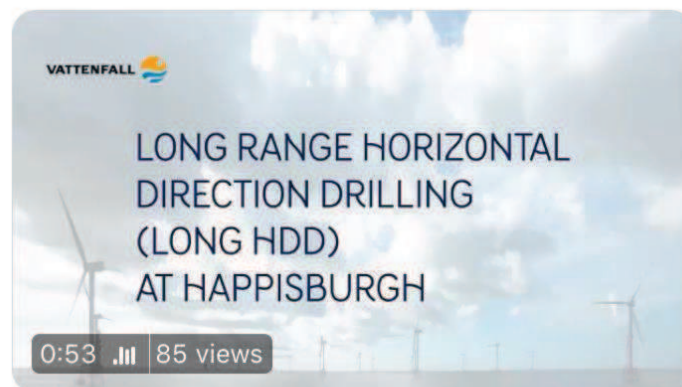 VATTENFALL
LONG RANGE HORIZONTAL
DIRECTION DRILLING
(LONG HDD)
AT HAPPISBURGH
0:53 85 views